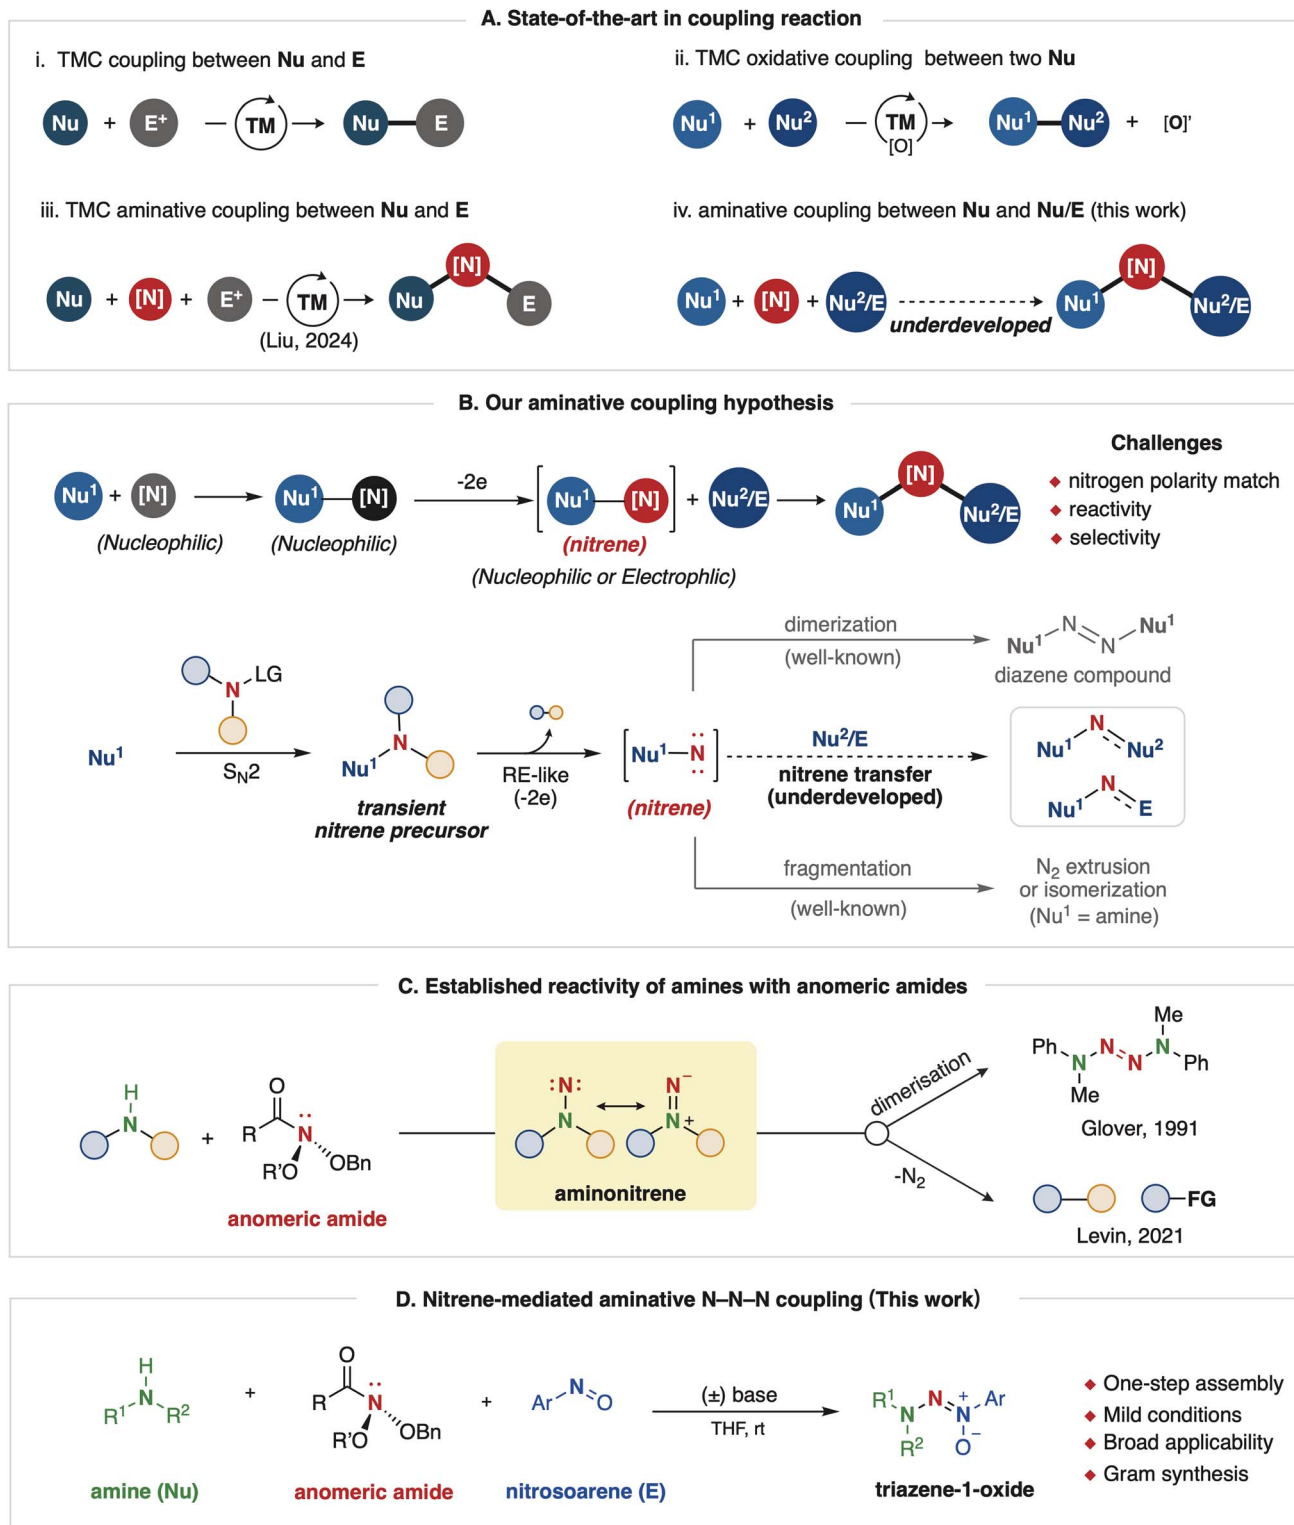 A. State-of-the-art in coupling reaction
i. TMC coupling between Nu and E
Nu + E⁺ TM Nu E
ii. TMC oxidative coupling between two Nu
Nu¹ + Nu² TM [O] Nu¹ Nu² + [O]'
iii. TMC aminative coupling between Nu and E
Nu + [N] + E⁺ TM Nu [N] E
(Liu, 2024)
iv. aminative coupling between Nu and Nu/E (this work)
Nu¹ + [N] + Nu²/E underdeveloped Nu¹ [N] Nu²/E
B. Our aminative coupling hypothesis
Nu¹ + [N] Nu¹ [N] -2e Nu¹ [N] + Nu²/E Nu¹ [N] Nu²/E
(Nucleophilic) (Nucleophilic) (nitrene)
(Nucleophilic or Electrophlic)
Challenges
nitrogen polarity match
reactivity
selectivity
Nu¹
N LG
S_N2
Nu¹ N
transient
nitrene precursor
RE-like
(-2e)
Nu¹ N
(nitrene)
dimerization
(well-known)
Nu¹ N N Nu¹
diazene compound
Nu²/E
nitrene transfer
(underdeveloped)
Nu¹ N Nu²
Nu¹ N E
fragmentation
(well-known)
N₂ extrusion
or isomerization
(Nu¹ = amine)
C. Established reactivity of amines with anomeric amides
H
N
+
O
R N
R'O OBn
anomeric amide
:N: N⁻
N N⁺
aminonitrene
dimerisation
Me
Ph N N N N Ph
Me
Glover, 1991
-N₂
FG
Levin, 2021
D. Nitrene-mediated aminative N–N–N coupling (This work)
H
N
R¹ R²
amine (Nu)
+
O
R N
R'O OBn
anomeric amide
+
Ar N O
nitrosoarene (E)
(±) base
THF, rt
R¹ N N N⁺ Ar
R² O⁻
triazene-1-oxide
One-step assembly
Mild conditions
Broad applicability
Gram synthesis